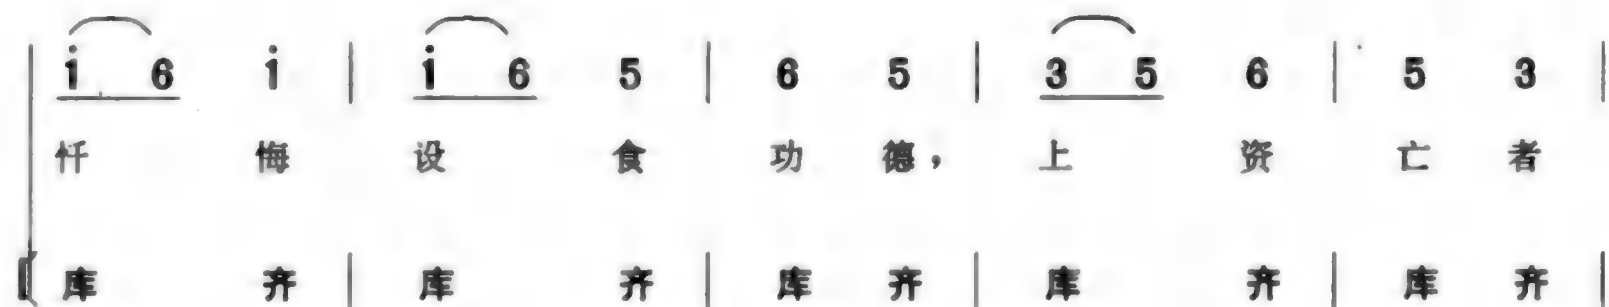 i 6 i | i 6 5 | 6 5 | 3 5 6 | 5 3 |
忏 悔 设 食 功 德，上 资 亡 者
库 齐 | 库 齐 | 库 齐 | 库 齐 | 库 齐 |